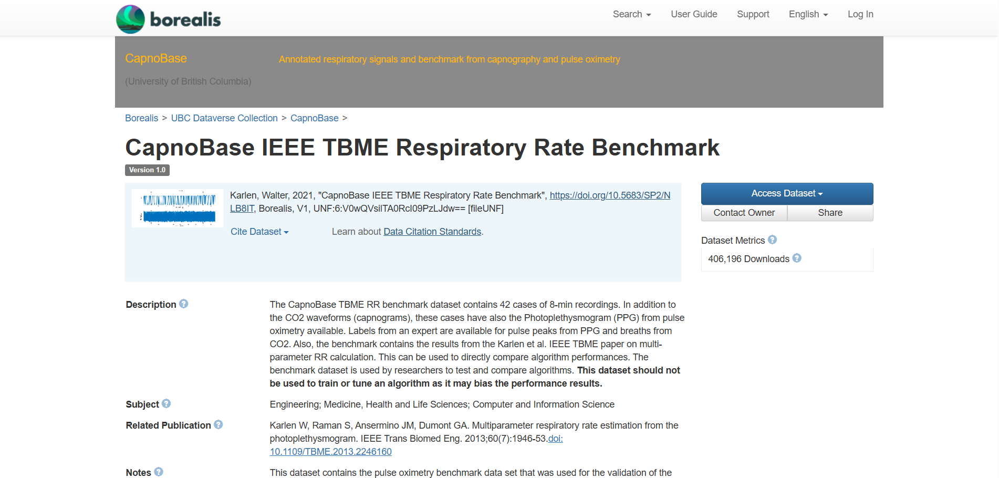 borealis
Search
User Guide
Support
English
Log In
CapnoBase
Annotated respiratory signals and benchmark from capnography and pulse oximetry
(University of British Columbia)
Borealis > UBC Dataverse Collection > CapnoBase >
CapnoBase IEEE TBME Respiratory Rate Benchmark
Version 1.0
Karlen, Walter, 2021, "CapnoBase IEEE TBME Respiratory Rate Benchmark", https://doi.org/10.5683/SP2/N
LB8IT, Borealis, V1, UNF:6:V0wQVsilTA0RcI09PzLJdw== [fileUNF]
Cite Dataset
Learn about Data Citation Standards.
Access Dataset
Contact Owner
Share
Dataset Metrics ?
406,196 Downloads ?
Description ?
The CapnoBase TBME RR benchmark dataset contains 42 cases of 8-min recordings. In addition to
the CO2 waveforms (capnograms), these cases have also the Photoplethysmogram (PPG) from pulse
oximetry available. Labels from an expert are available for pulse peaks from PPG and breaths from
CO2. Also, the benchmark contains the results from the Karlen et al. IEEE TBME paper on multi-
parameter RR calculation. This can be used to directly compare algorithm performances. The
benchmark dataset is used by researchers to test and compare algorithms. This dataset should not
be used to train or tune an algorithm as it may bias the performance results.
Subject ?
Engineering; Medicine, Health and Life Sciences; Computer and Information Science
Related Publication ?
Karlen W, Raman S, Ansermino JM, Dumont GA. Multiparameter respiratory rate estimation from the
photoplethysmogram. IEEE Trans Biomed Eng. 2013;60(7):1946-53.doi:
10.1109/TBME.2013.2246160
Notes ?
This dataset contains the pulse oximetry benchmark data set that was used for the validation of the